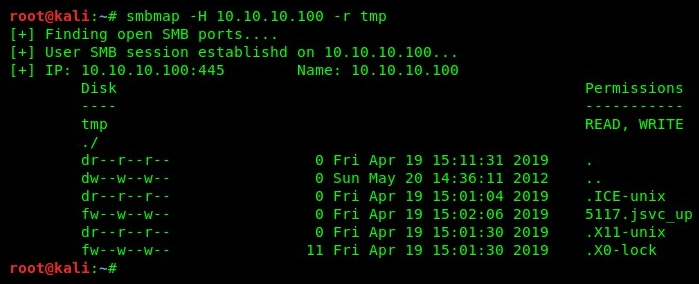 root@kali:~# smbmap -H 10.10.10.100 -r tmp
[+] Finding open SMB ports....
[+] User SMB session establishd on 10.10.10.100...
[+] IP: 10.10.10.100:445 Name: 10.10.10.100
Disk Permissions
---- -----------
tmp READ, WRITE
./
dr--r--r-- 0 Fri Apr 19 15:11:31 2019 .
dw--w--w-- 0 Sun May 20 14:36:11 2012 ..
dr--r--r-- 0 Fri Apr 19 15:01:04 2019 .ICE-unix
fw--w--w-- 0 Fri Apr 19 15:02:06 2019 5117.jsvc_up
dr--r--r-- 0 Fri Apr 19 15:01:30 2019 .X11-unix
fw--w--w-- 11 Fri Apr 19 15:01:30 2019 .X0-lock
root@kali:~#